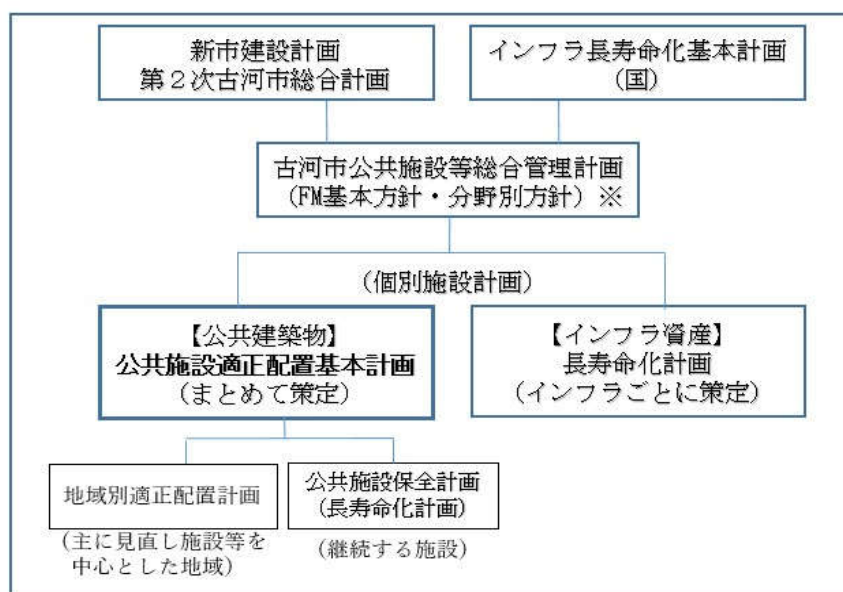 新市建設計画
第２次古河市総合計画
インフラ長寿命化基本計画
(国)
古河市公共施設等総合管理計画
(FM基本方針・分野別方針)※
(個別施設計画)
【公共建築物】
公共施設適正配置基本計画
(まとめて策定)
【インフラ資産】
長寿命化計画
(インフラごとに策定)
地域別適正配置計画
(主に見直し施設等を
中心とした地域)
公共施設保全計画
(長寿命化計画)
(継続する施設)